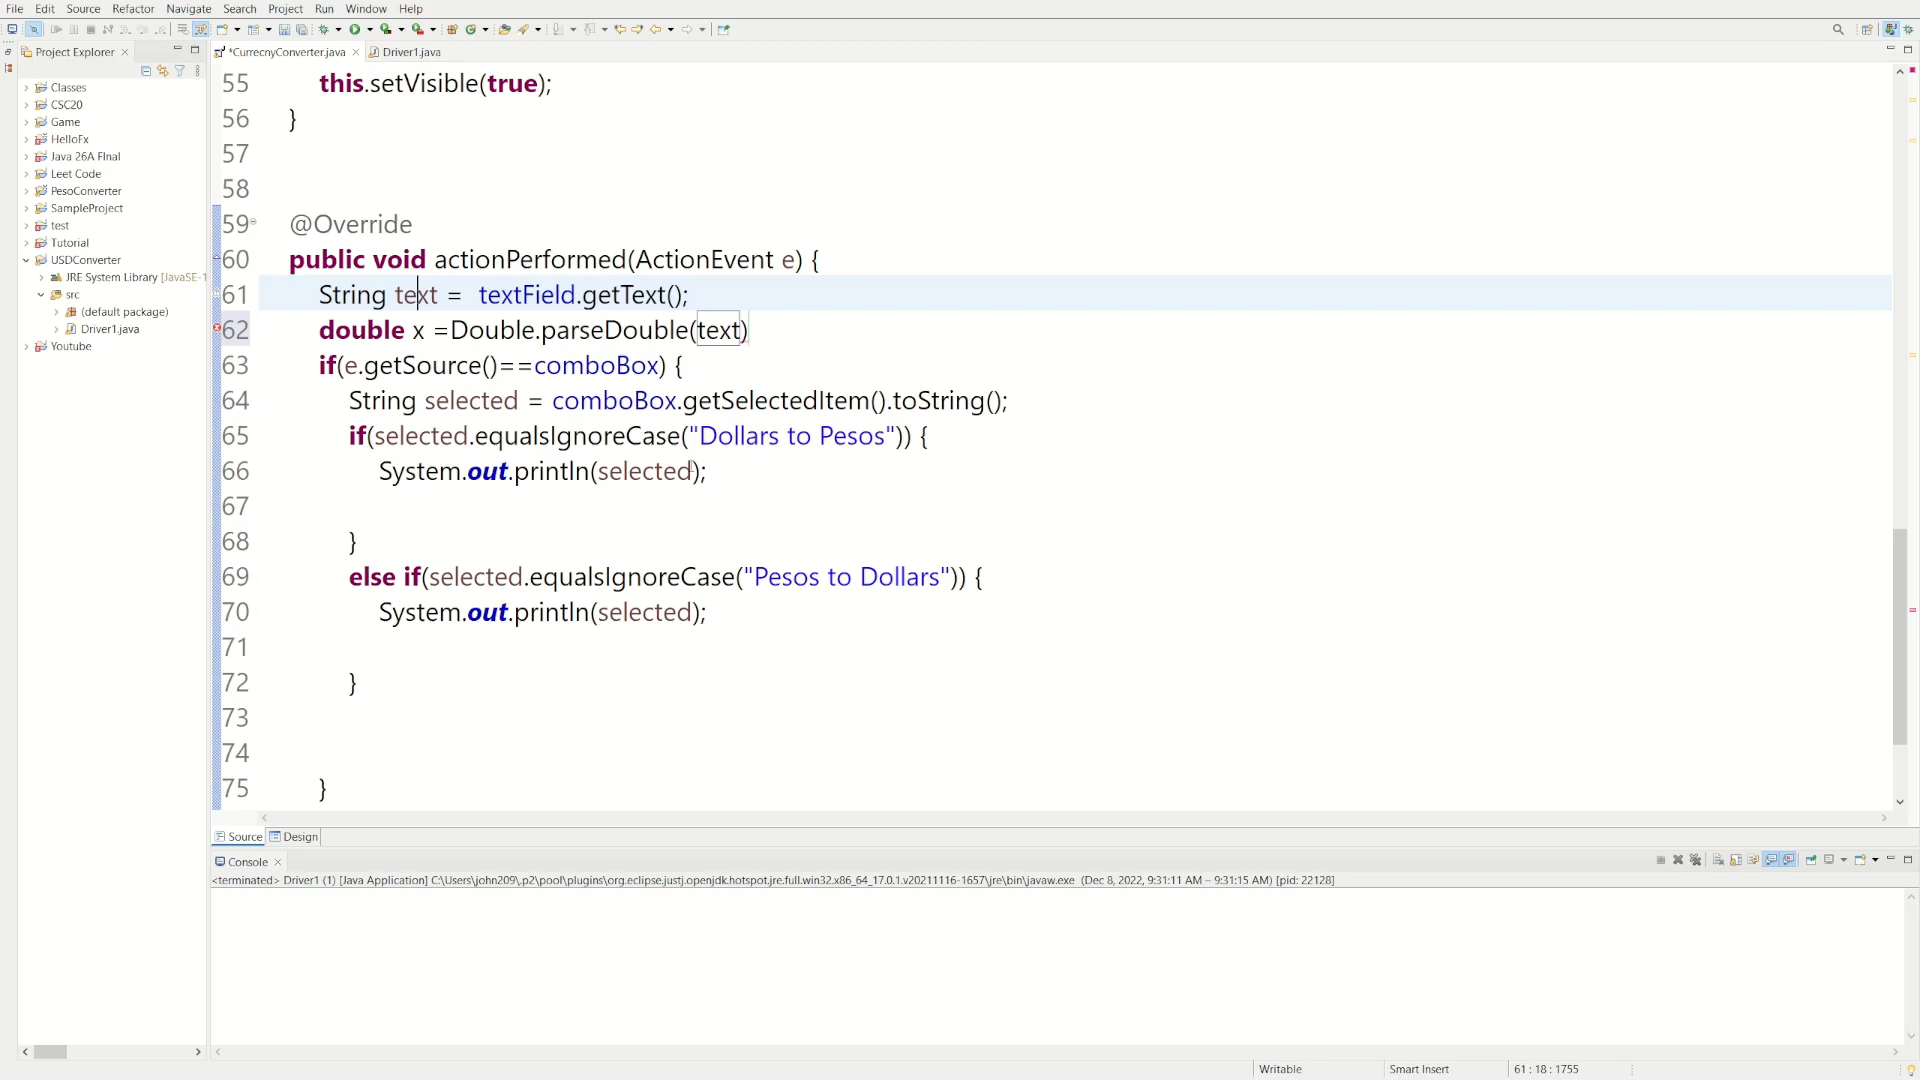 File Edit Source Refactor Navigate Search Project Run Window Help
Project Explorer
*CurrecnyConverter.java
Driver1.java
Classes
CSC20
Game
HelloFx
Java 26A FInal
Leet Code
PesoConverter
SampleProject
test
Tutorial
USDConverter
JRE System Library [JavaSE-1
src
(default package)
Driver1.java
Youtube
55 this.setVisible(true);
56 }
57
58
59 @Override
60 public void actionPerformed(ActionEvent e) {
61 String text = textField.getText();
62 double x =Double.parseDouble(text)
63 if(e.getSource()==comboBox) {
64 String selected = comboBox.getSelectedItem().toString();
65 if(selected.equalsIgnoreCase("Dollars to Pesos")) {
66 System.out.println(selected);
67
68 }
69 else if(selected.equalsIgnoreCase("Pesos to Dollars")) {
70 System.out.println(selected);
71
72 }
73
74
75 }
Source Design
Console
<terminated> Driver1 (1) [Java Application] C:\Users\john209\.p2\pool\plugins\org.eclipse.justj.openjdk.hotspot.jre.full.win32.x86_64_17.0.1.v20211116-1657\jre\bin\javaw.exe (Dec 8, 2022, 9:31:11 AM – 9:31:15 AM) [pid: 22128]
Writable Smart Insert 61 : 18 : 1755